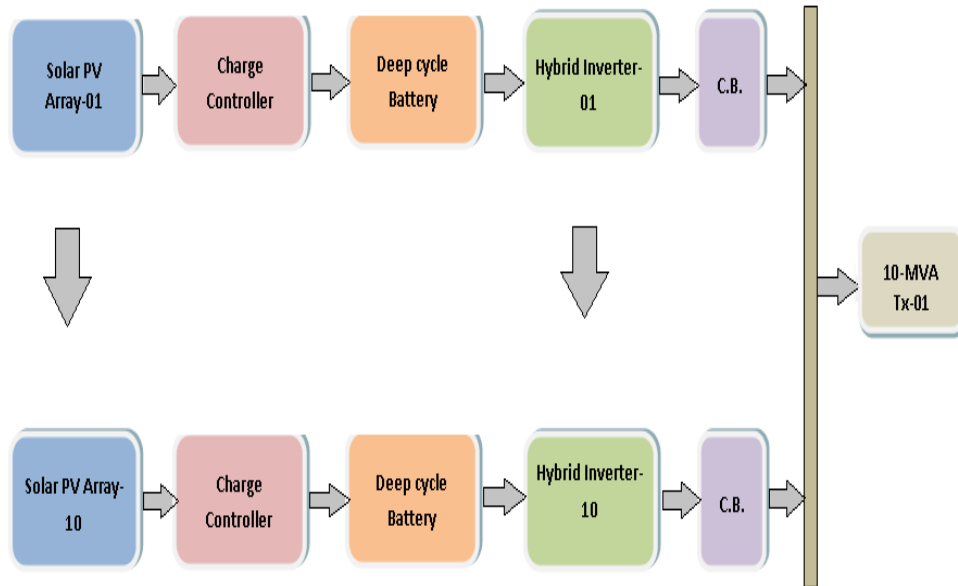 Solar PV
Array-01
Charge
Controller
Deep cycle
Battery
Hybrid Inverter-
01
C.B.
10-MVA
Tx-01
Solar PV Array-
10
Charge
Controller
Deep cycle
Battery
Hybrid Inverter-
10
C.B.